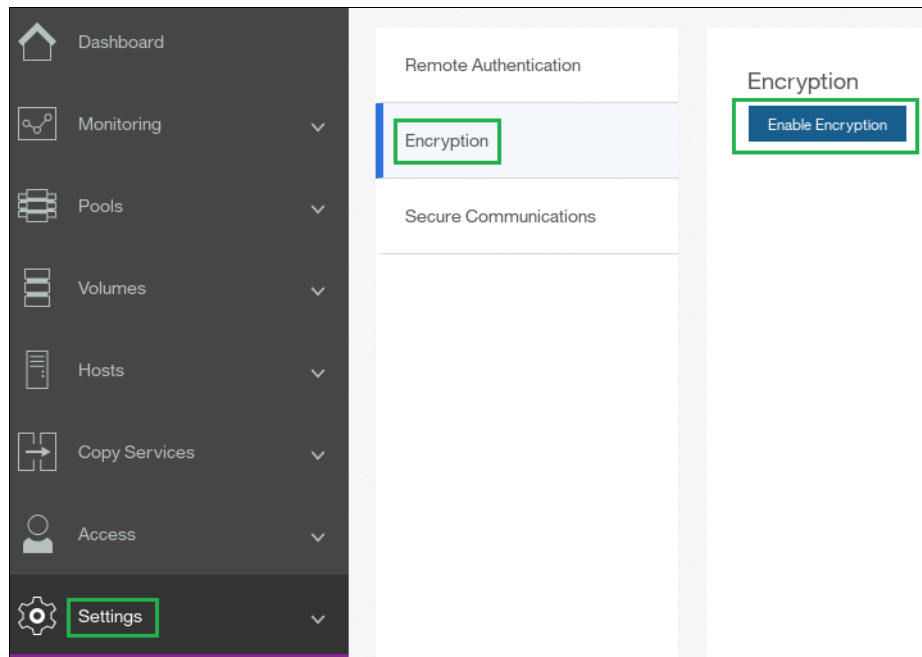 Dashboard
Monitoring
Pools
Volumes
Hosts
Copy Services
Access
Settings
Remote Authentication
Encryption
Secure Communications
Encryption
Enable Encryption